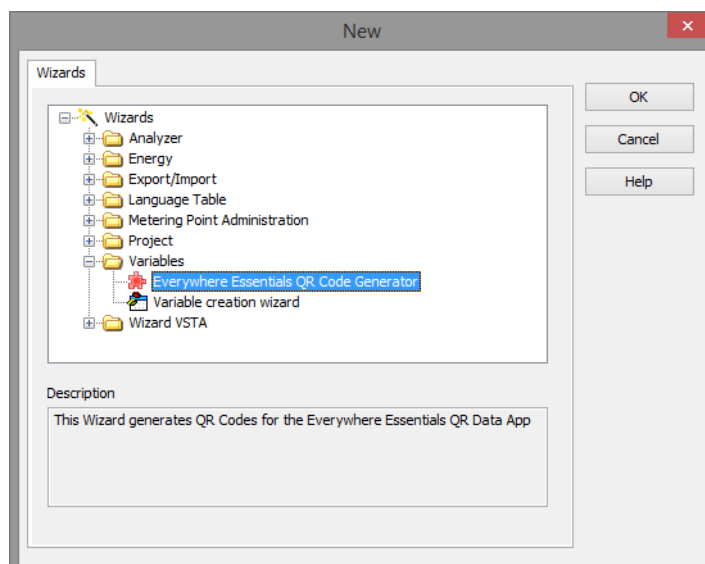 New
Wizards
OK
Cancel
Help
Wizards
Analyzer
Energy
Export/Import
Language Table
Metering Point Administration
Project
Variables
Everywhere Essentials QR Code Generator
Variable creation wizard
Wizard VSTA
Description
This Wizard generates QR Codes for the Everywhere Essentials QR Data App